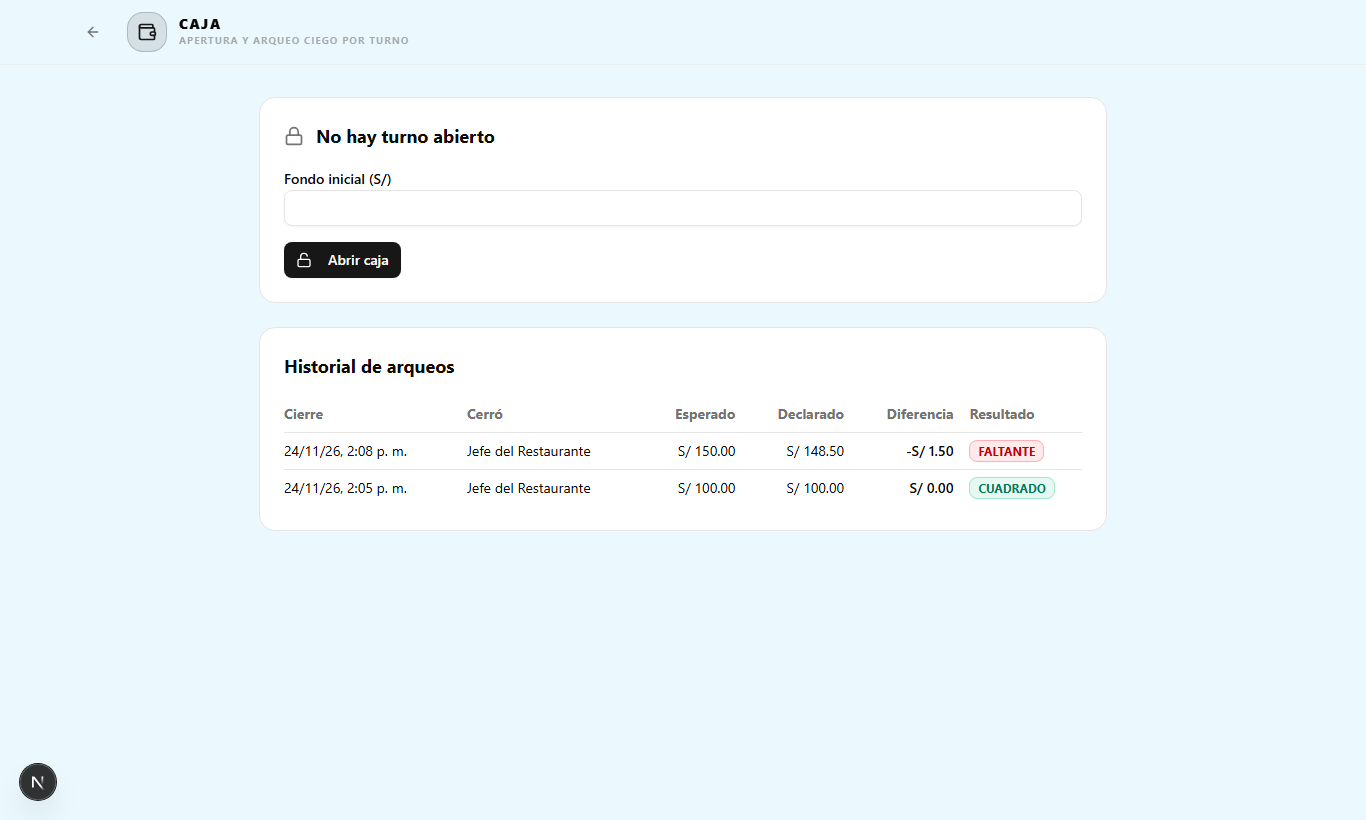 CAJA
APERTURA Y ARQUEO CIEGO POR TURNO
No hay turno abierto
Fondo inicial (S/)
Abrir caja
Historial de arqueos
Cierre Cerró Esperado Declarado Diferencia Resultado
24/11/26, 2:08 p. m. Jefe del Restaurante S/ 150.00 S/ 148.50 -S/ 1.50 FALTANTE
24/11/26, 2:05 p. m. Jefe del Restaurante S/ 100.00 S/ 100.00 S/ 0.00 CUADRADO
N